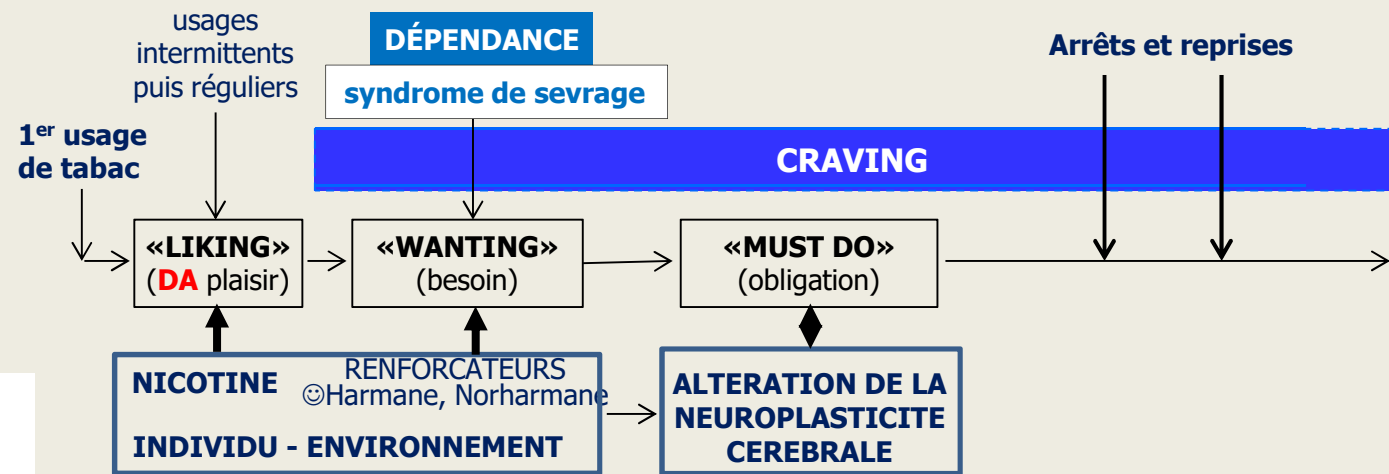 usages
intermittents
puis réguliers
DÉPENDANCE
syndrome de sevrage
Arrêts et reprises
1er usage
de tabac
CRAVING
«LIKING»
(DA plaisir)
«WANTING»
(besoin)
«MUST DO»
(obligation)
NICOTINE
RENFORCATEURS
☺Harmane, Norharmane
INDIVIDU - ENVIRONNEMENT
ALTERATION DE LA
NEUROPLASTICITE
CEREBRALE